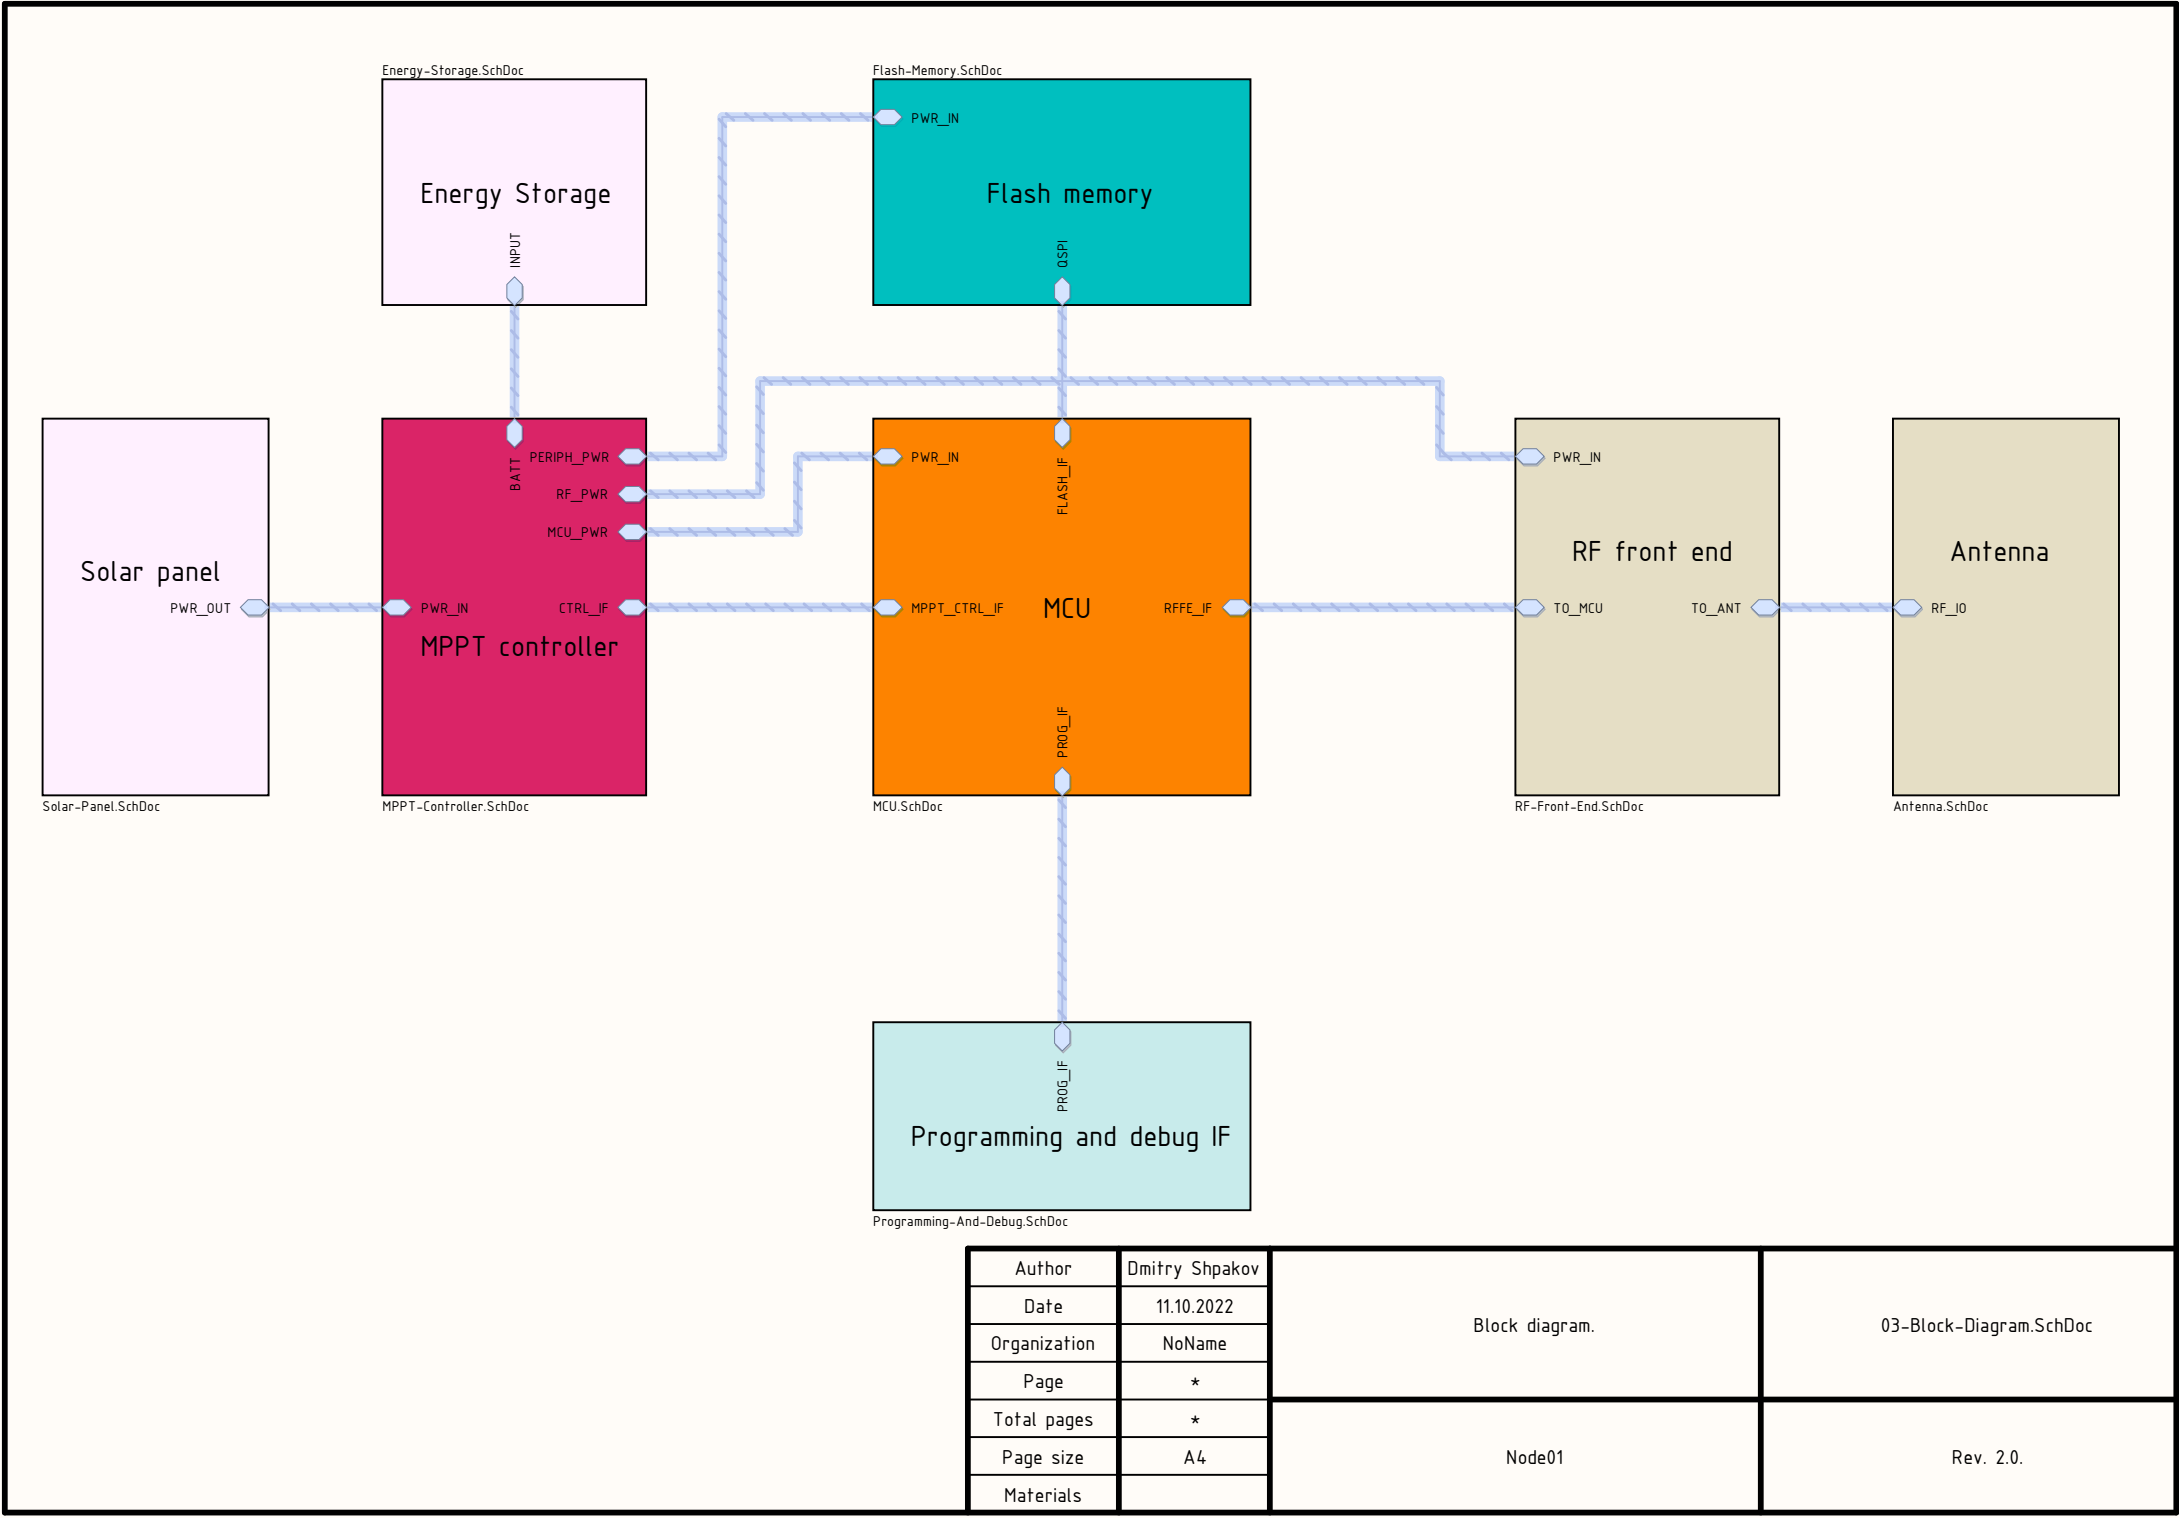 Energy-Storage.SchDoc
Energy Storage
INPUT
Flash-Memory.SchDoc
PWR_IN
Flash memory
QSPI
Solar panel
PWR_OUT
Solar-Panel.SchDoc
BATT
PERIPH_PWR
RF_PWR
MCU_PWR
PWR_IN
CTRL_IF
MPPT controller
MPPT-Controller.SchDoc
PWR_IN
FLASH_IF
MPPT_CTRL_IF
MCU
RFFE_IF
PROG_IF
MCU.SchDoc
PWR_IN
RF front end
TO_MCU
TO_ANT
RF-Front-End.SchDoc
Antenna
RF_IO
Antenna.SchDoc
PROG_IF
Programming and debug IF
Programming-And-Debug.SchDoc
Author
Dmitry Shpakov
Date
11.10.2022
Organization
NoName
Page
*
Total pages
*
Page size
A4
Materials
Block diagram.
03-Block-Diagram.SchDoc
Node01
Rev. 2.0.